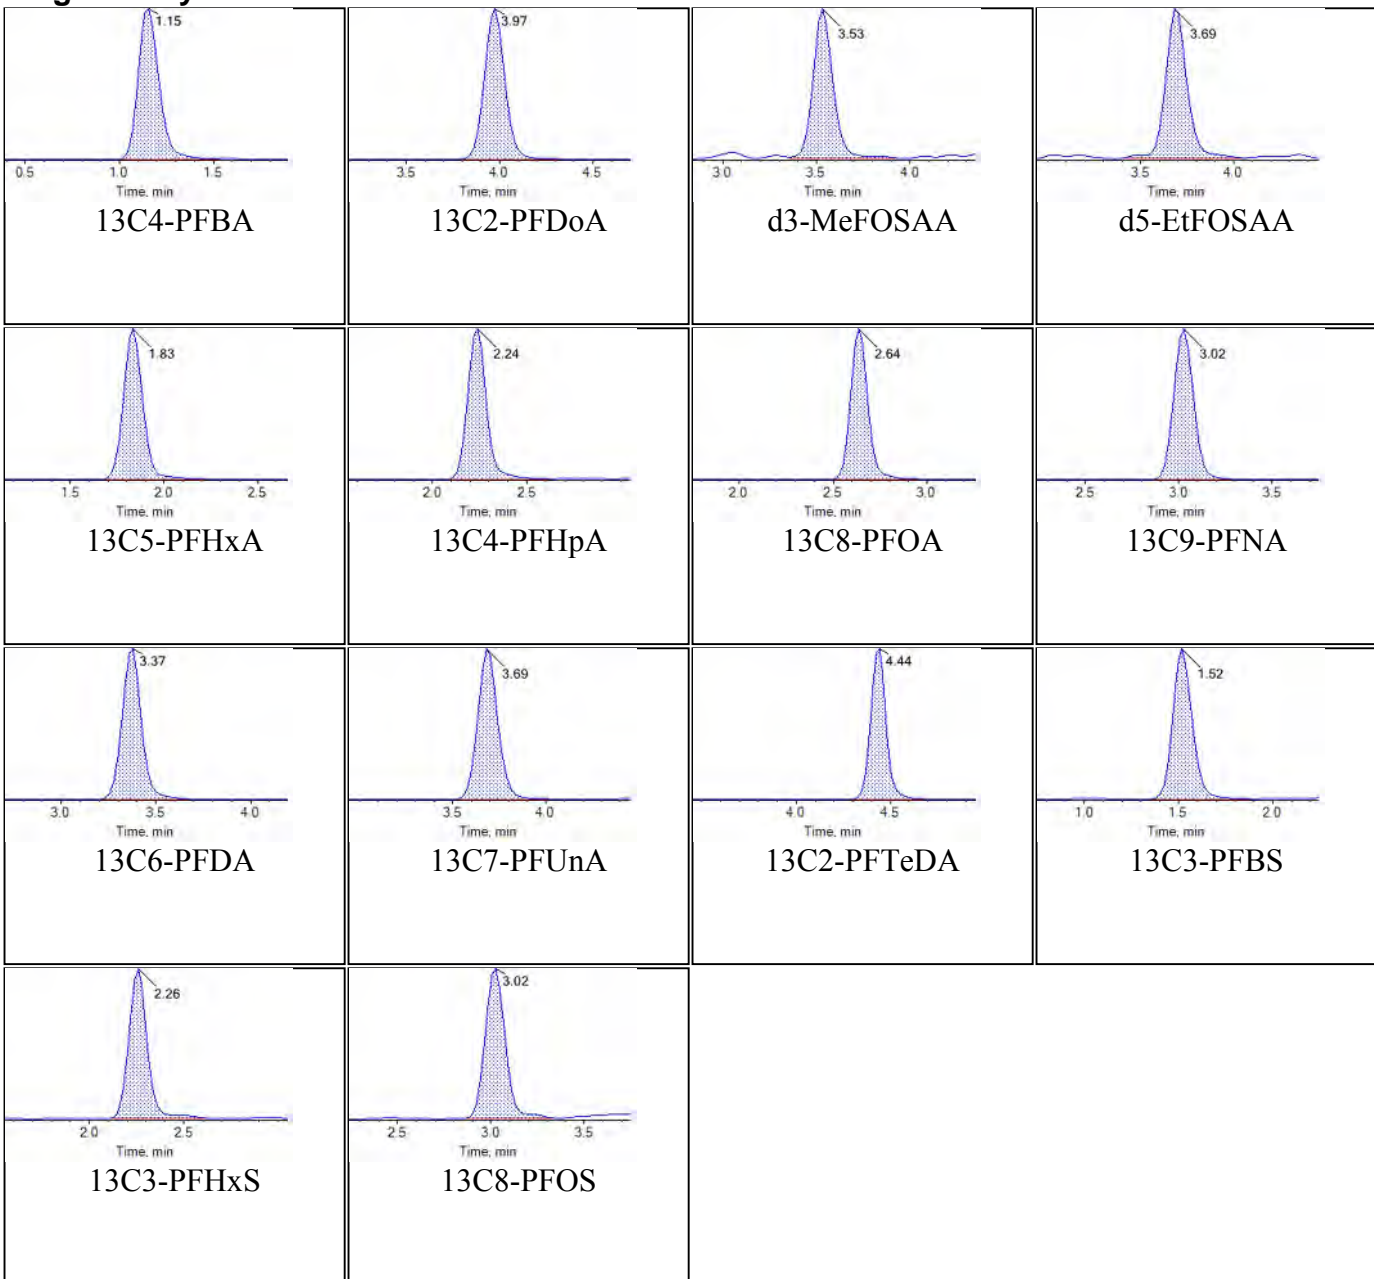 1.15
0.5 1.0 1.5
Time, min
13C4-PFBA
3.97
3.5 4.0 4.5
Time, min
13C2-PFDoA
3.53
3.0 3.5 4.0
Time, min
d3-MeFOSAA
3.69
3.5 4.0
Time, min
d5-EtFOSAA
1.83
1.5 2.0 2.5
Time, min
13C5-PFHxA
2.24
2.0 2.5
Time, min
13C4-PFHpA
2.64
2.0 2.5 3.0
Time, min
13C8-PFOA
3.02
2.5 3.0 3.5
Time, min
13C9-PFNA
3.37
3.0 3.5 4.0
Time, min
13C6-PFDA
3.69
3.5 4.0
Time, min
13C7-PFUnA
4.44
4.0 4.5
Time, min
13C2-PFTeDA
1.52
1.0 1.5 2.0
Time, min
13C3-PFBS
2.26
2.0 2.5
Time, min
13C3-PFHxS
3.02
2.5 3.0 3.5
Time, min
13C8-PFOS